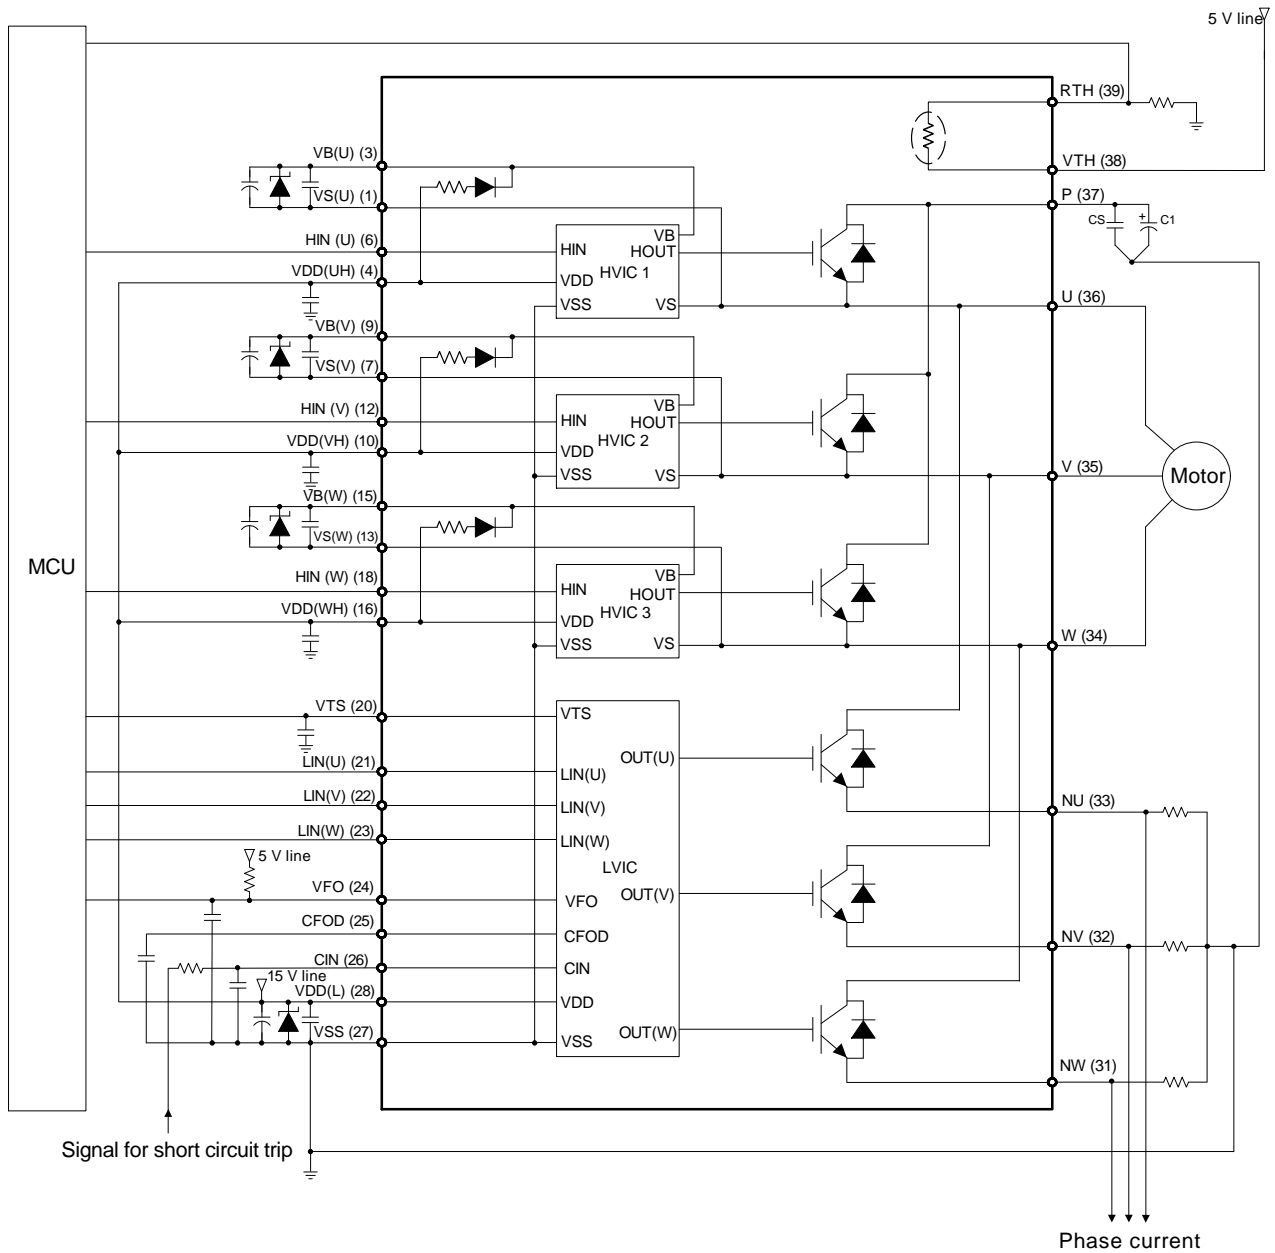 5 V line
RTH (39)
VB(U) (3)
VTH (38)
VS(U) (1)
P (37)
CS
+
C1
HIN (U) (6)
VB
HIN
HOUT
VDD(UH) (4)
HVIC 1
VDD
VSS
VS
U (36)
VB(V) (9)
VS(V) (7)
HIN (V) (12)
VB
HIN
HOUT
VDD(VH) (10)
HVIC 2
VDD
VSS
VS
V (35)
Motor
VB(W) (15)
VS(W) (13)
MCU
HIN (W) (18)
VB
HIN
HOUT
VDD(WH) (16)
HVIC 3
VDD
VSS
VS
W (34)
VTS (20)
VTS
LIN(U) (21)
OUT(U)
LIN(U)
LIN(V) (22)
LIN(V)
NU (33)
LIN(W) (23)
LIN(W)
5 V line
LVIC
VFO (24)
VFO
OUT(V)
CFOD (25)
CFOD
NV (32)
CIN (26)
CIN
15 V line
VDD(L) (28)
VDD
VSS (27)
VSS
OUT(W)
NW (31)
Signal for short circuit trip
Phase current